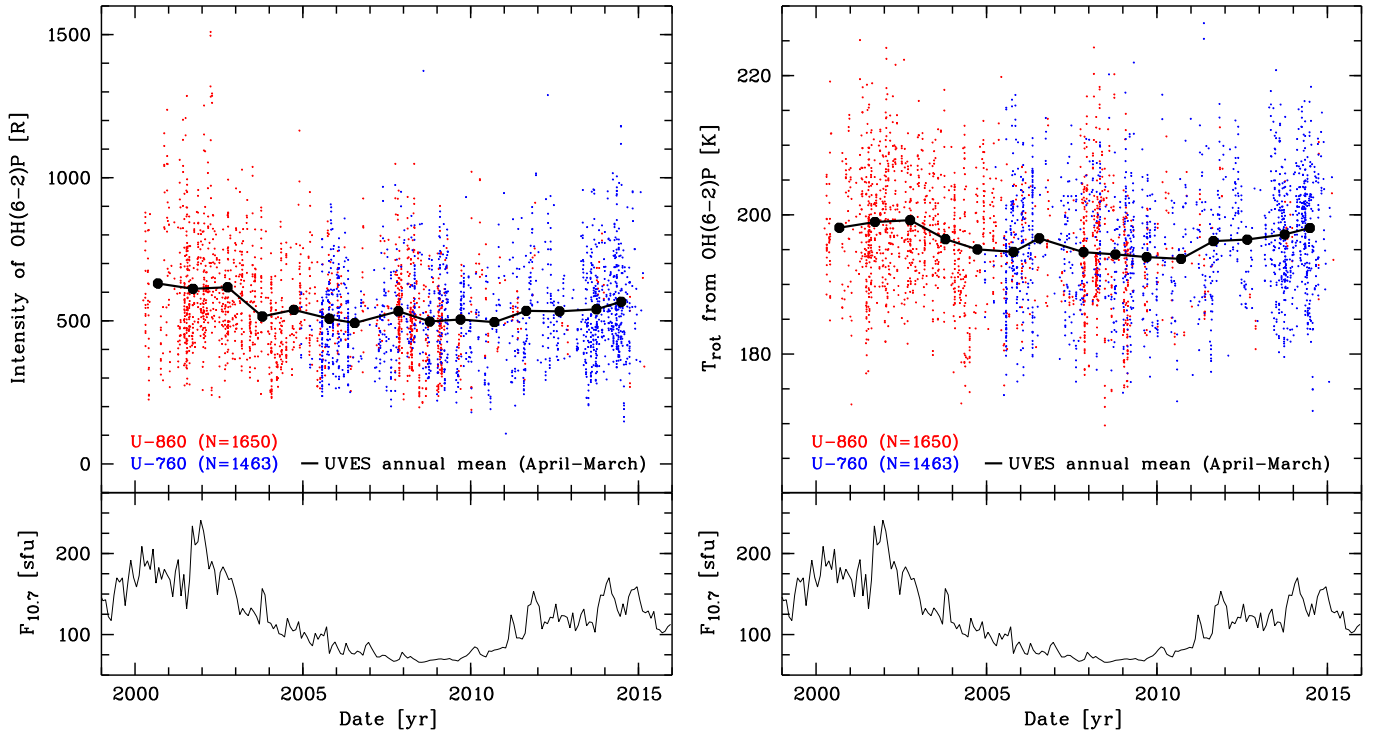 Intensity of OH(6−2)P [R]
1500
1000
500
0
U−860 (N=1650)
U−760 (N=1463)
UVES annual mean (April−March)
F10.7 [sfu]
200
100
2000 2005 2010 2015
Date [yr]
Trot from OH(6−2)P [K]
220
200
180
U−860 (N=1650)
U−760 (N=1463)
UVES annual mean (April−March)
F10.7 [sfu]
200
100
2000 2005 2010 2015
Date [yr]